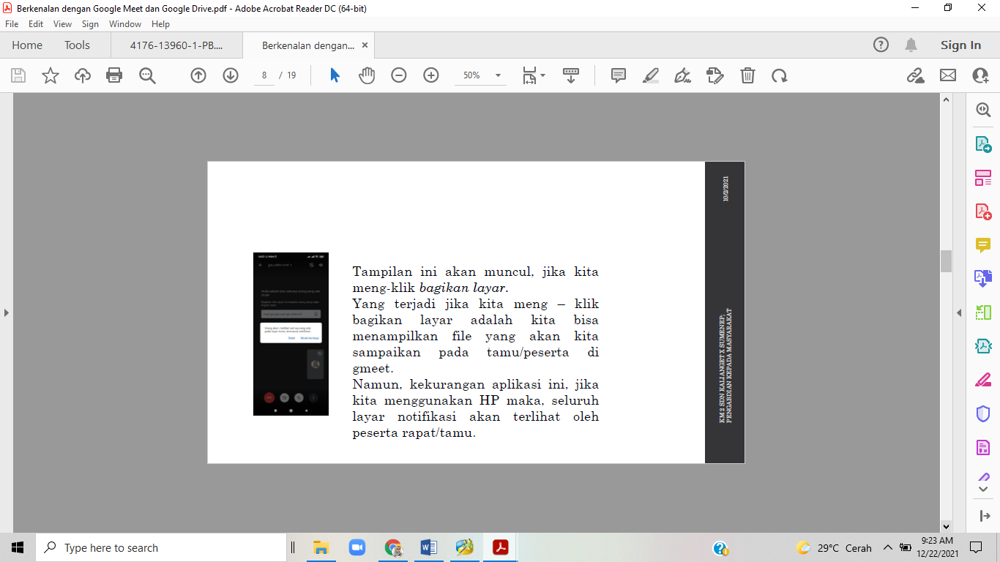 Berkenalan dengan Google Meet dan Google Drive.pdf - Adobe Acrobat Reader DC (64-bit)
File Edit View Sign Window Help
Home Tools 4176-13960-1-PB.... Berkenalan dengan... × Sign In
8 / 19 50%
10/2/2021
Tampilan ini akan muncul, jika kita
meng-klik bagikan layar.
Yang terjadi jika kita meng – klik
bagikan layar adalah kita bisa
menampilkan file yang akan kita
sampaikan pada tamu/peserta di
gmeet.
Namun, kekurangan aplikasi ini, jika
kita menggunakan HP maka, seluruh
layar notifikasi akan terlihat oleh
peserta rapat/tamu.
KM 2 SDN KALIANGET X SUMENEP;
PENGABDIAN KEPADA MASYARAKAT
Type here to search
29°C Cerah
9:23 AM
12/22/2021